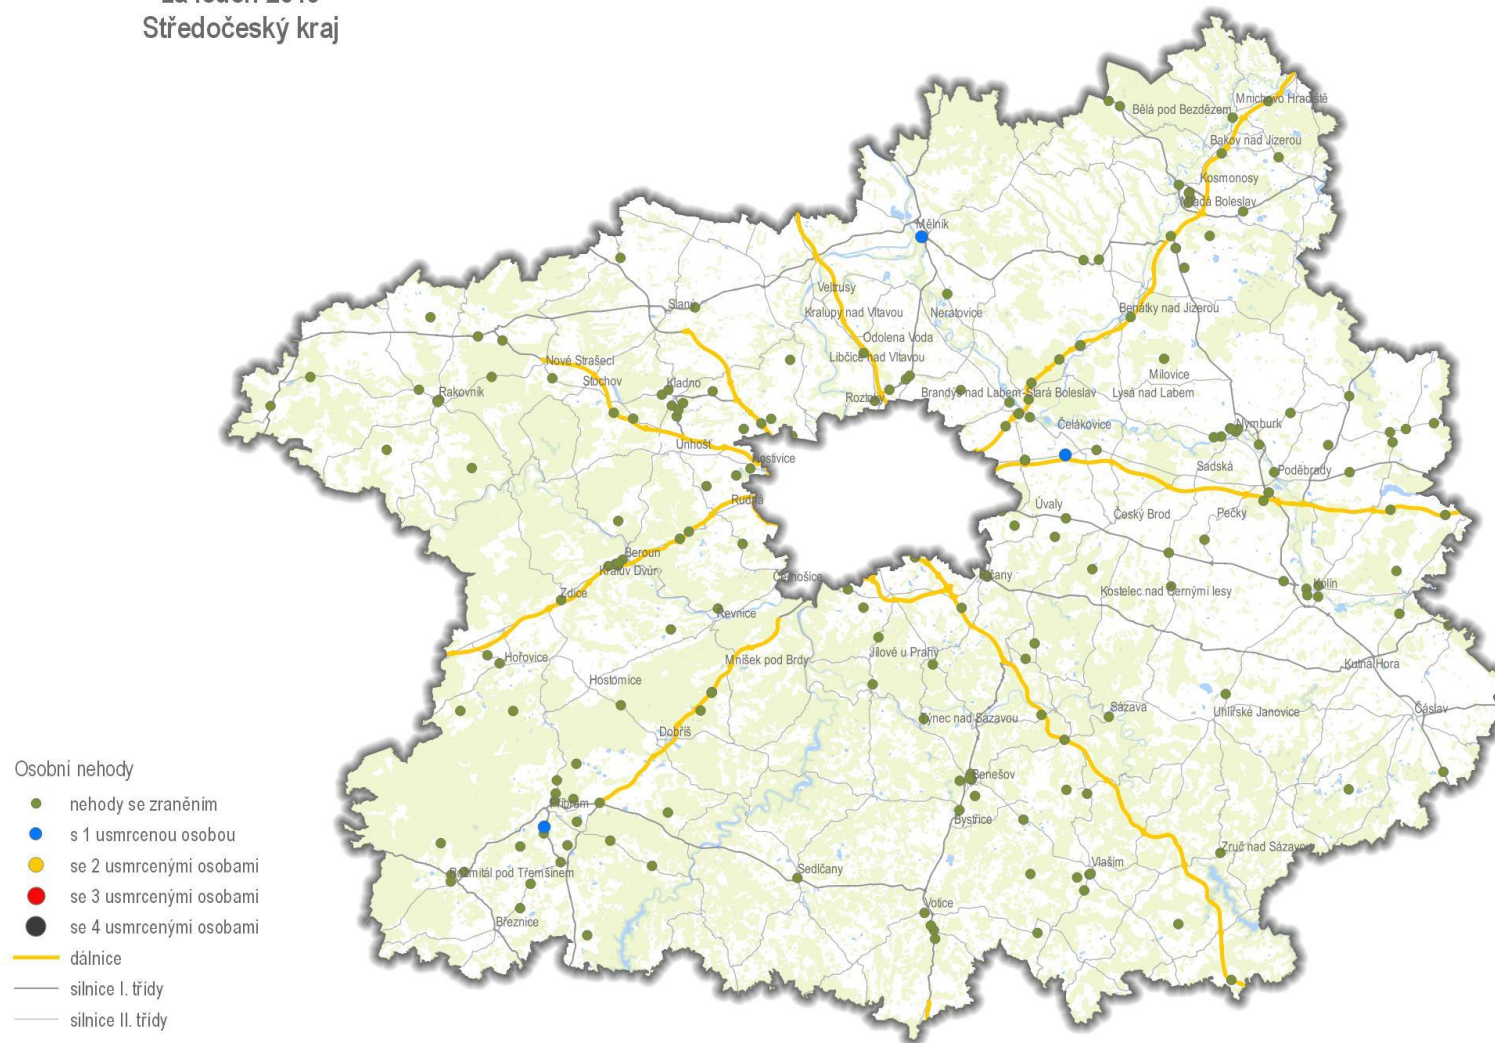 Středočeský kraj
Mnichovo Hradiště
Bělá pod Bezdězem
Bakov nad Jizerou
Kosmonosy
Mladá Boleslav
Mělník
Veltrusy
Slaný
Kralupy nad Vltavou
Neratovice
Benátky nad Jizerou
Odolena Voda
Libčice nad Vltavou
Nové Strašecí
Milovice
Stochov
Kladno
Rakovník
Roztoky
Brandýs nad Labem-Stará Boleslav
Lysá nad Labem
Čelákovice
Nymburk
Unhošť
Hostivice
Sadská
Poděbrady
Rudná
Úvaly
Český Brod
Pečky
Beroun
Králův Dvůr
Černošice
Říčany
Kolín
Zdice
Kostelec nad Černými lesy
Řevnice
Jílové u Prahy
Hořovice
Mníšek pod Brdy
Kutná Hora
Hostomice
Sázava
Uhlířské Janovice
Čáslav
Týnec nad Sázavou
Dobříš
Osobní nehody
Benešov
nehody se zraněním
Příbram
Bystřice
s 1 usmrcenou osobou
Zruč nad Sázavou
se 2 usmrcenými osobami
Vlašim
Sedlčany
Rožmitál pod Třemšínem
se 3 usmrcenými osobami
Votice
Březnice
se 4 usmrcenými osobami
dálnice
silnice I. třídy
silnice II. třídy